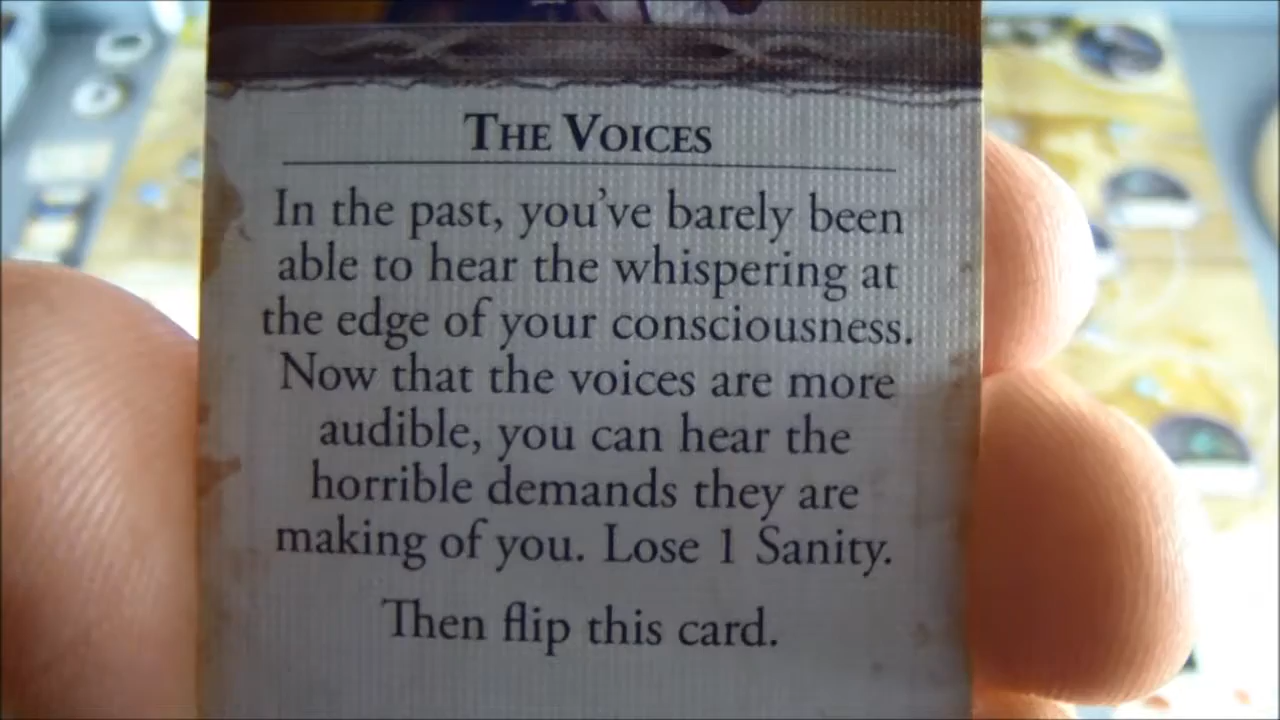 THE VOICES
In the past, you've barely been
able to hear the whispering at
the edge of your consciousness.
Now that the voices are more
audible, you can hear the
horrible demands they are
making of you. Lose 1 Sanity.
Then flip this card.